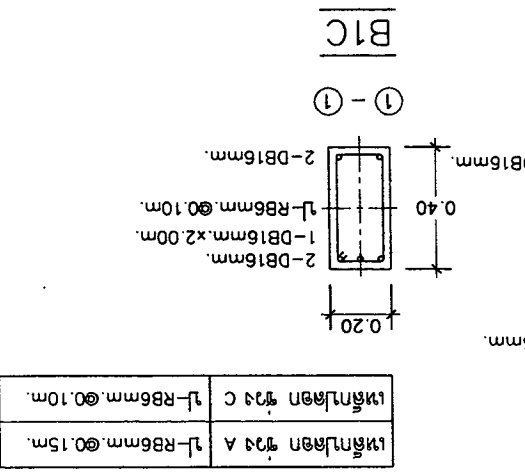 เหล็กปลอก ช่วง A ป-RB6mm.@0.15m.
เหล็กปลอก ช่วง C ป-RB6mm.@0.10m.
0.20
2-DB16mm.
1-DB16mm.x2.00m.
ป-RB6mm.@0.10m.
0.40
2-DB16mm.
DB16mm.
1 - 1
B1C